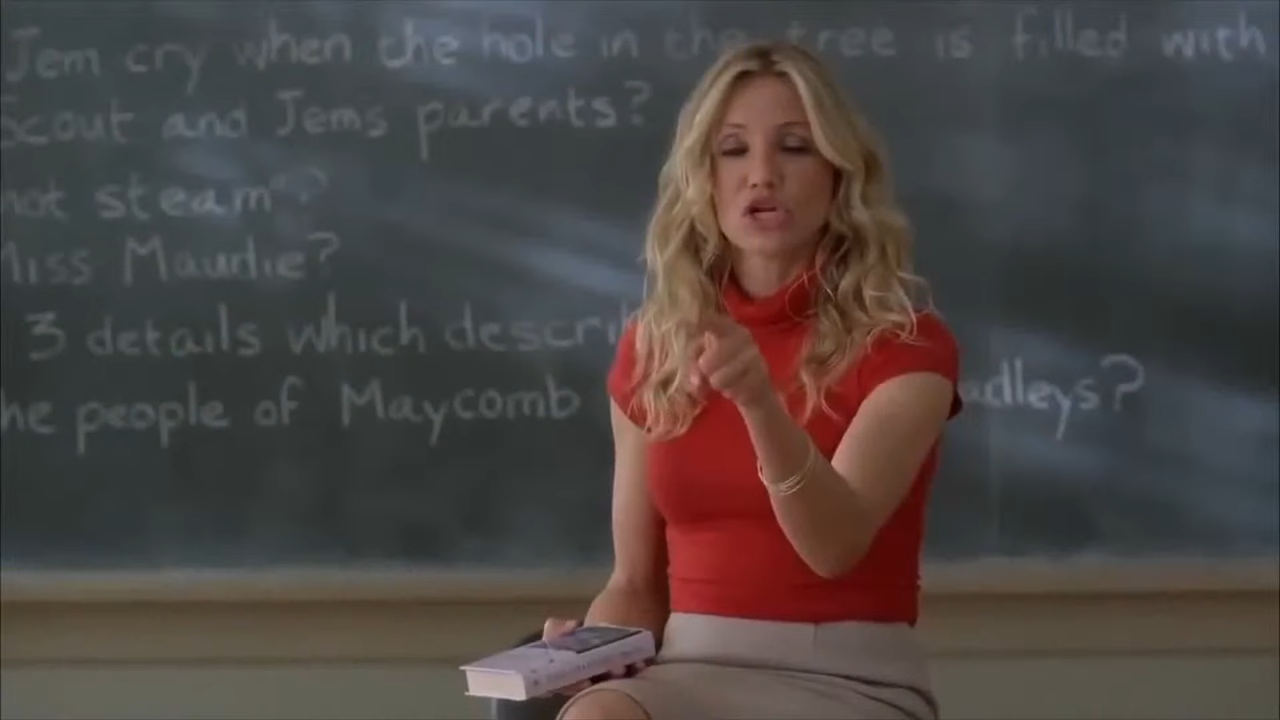 Jem cry when the hole in the tree is filled with
Scout and Jems parents?
not steam"?
Miss Maudie?
3 details which descri
he people of Maycomb adleys?